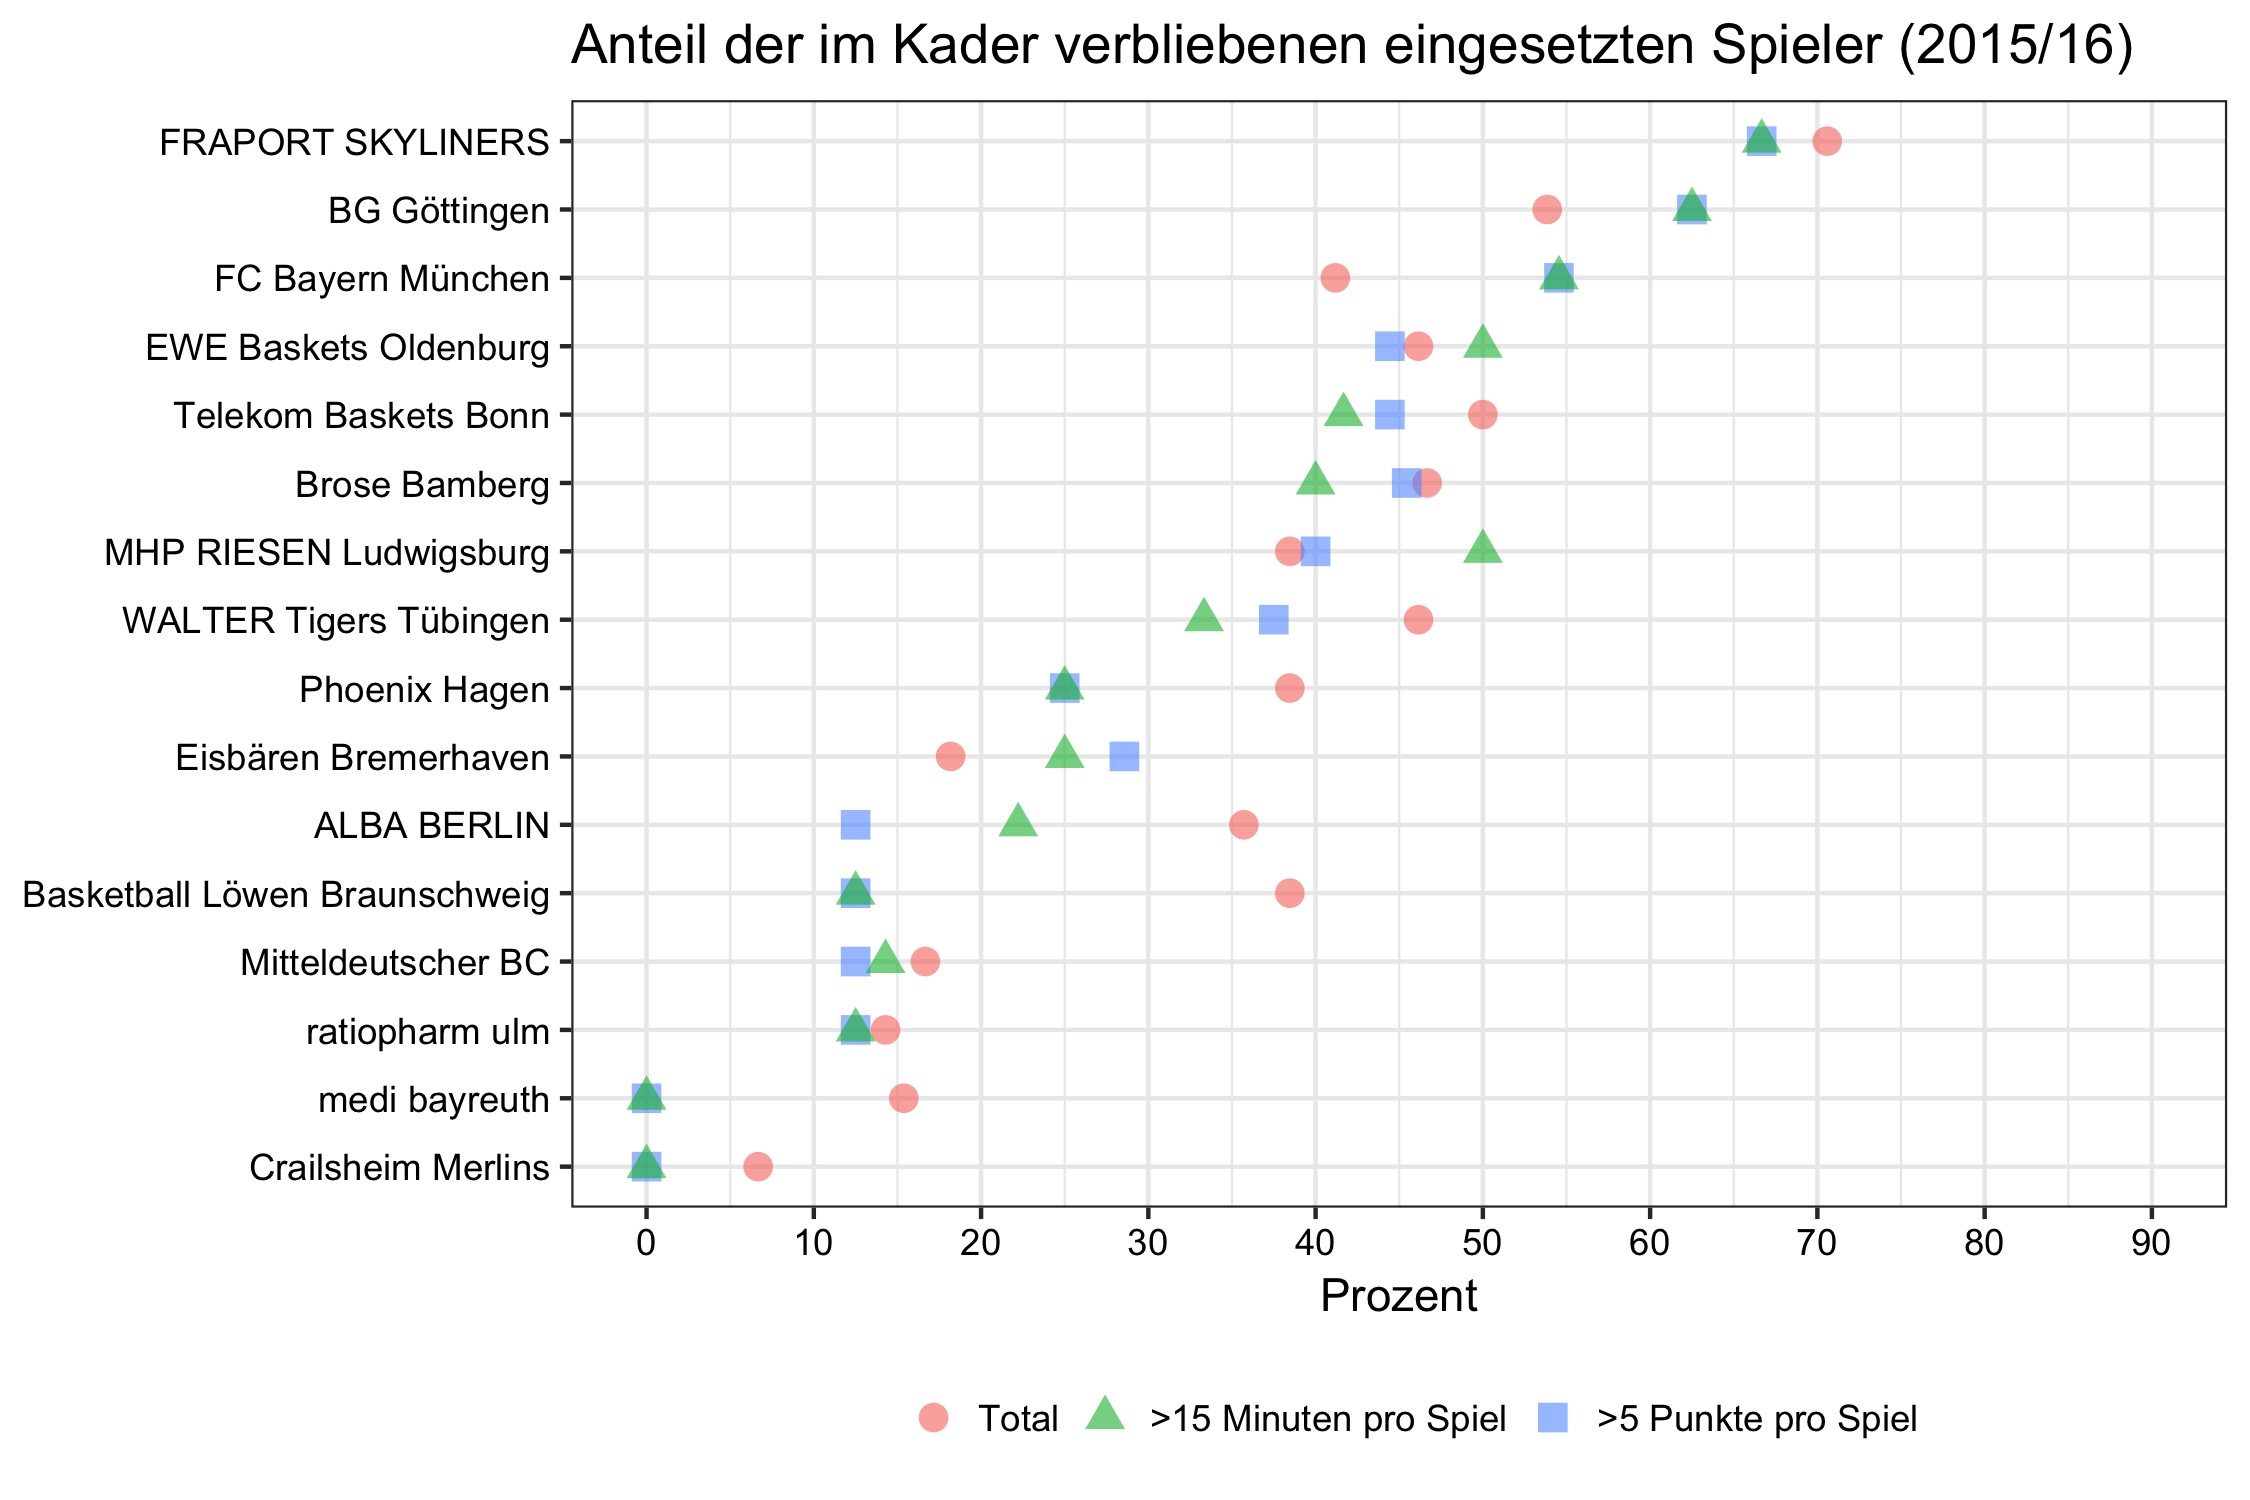 Anteil der im Kader verbliebenen eingesetzten Spieler (2015/16)
FRAPORT SKYLINERS
BG Göttingen
FC Bayern München
EWE Baskets Oldenburg
Telekom Baskets Bonn
Brose Bamberg
MHP RIESEN Ludwigsburg
WALTER Tigers Tübingen
Phoenix Hagen
Eisbären Bremerhaven
ALBA BERLIN
Basketball Löwen Braunschweig
Mitteldeutscher BC
ratiopharm ulm
medi bayreuth
Crailsheim Merlins
0 10 20 30 40 50 60 70 80 90
Prozent
Total >15 Minuten pro Spiel >5 Punkte pro Spiel